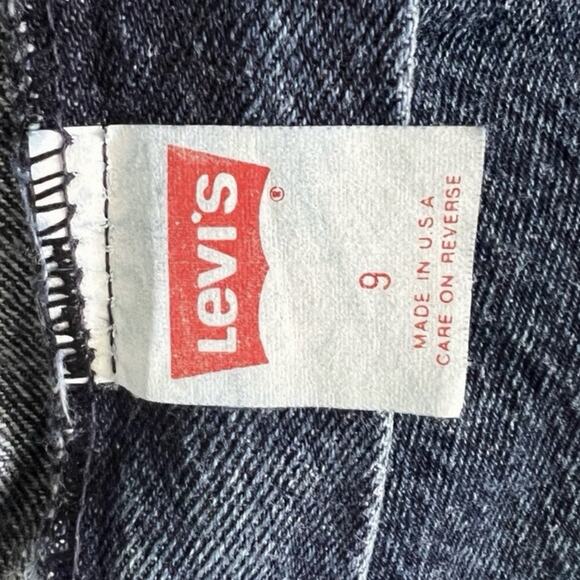 Levi's ®
9
MADE IN U.S.A
CARE ON REVERSE